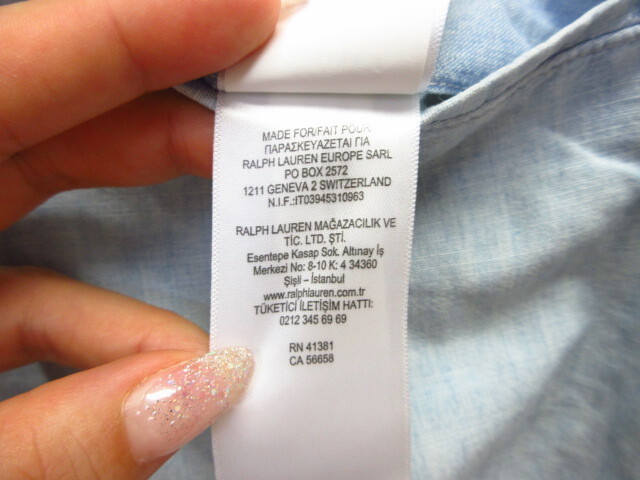 MADE FOR/FAIT POUR
ΠΑΡΑΣΚΕΥΑΖΕΤΑΙ ΓΙΑ
RALPH LAUREN EUROPE SARL
PO BOX 2572
1211 GENEVA 2 SWITZERLAND
N.I.F.:IT03945310963
RALPH LAUREN MAĞAZACILIK VE
TİC. LTD. ŞTİ.
Esentepe Kasap Sok. Altınay İş
Merkezi No: 8-10 K: 4 34360
Şişli – İstanbul
www.ralphlauren.com.tr
TÜKETİCİ İLETİŞİM HATTI:
0212 345 69 69
RN 41381
CA 56658